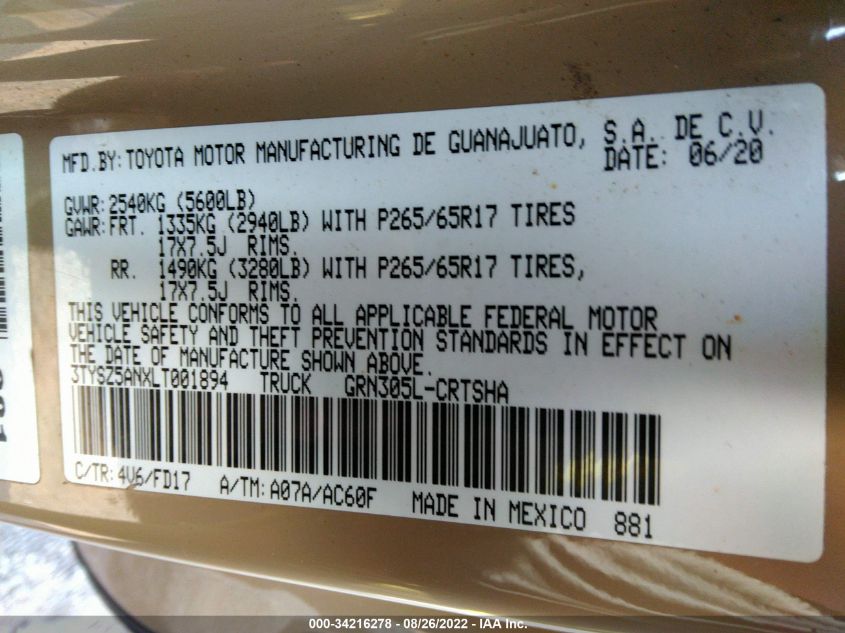 MFD.BY:TOYOTA MOTOR MANUFACTURING DE GUANAJUATO, S.A. DE C.V.
DATE: 06/20
GVWR:2540KG (5600LB)
GAWR:FRT. 1335KG (2940LB) WITH P265/65R17 TIRES
17X7.5J RIMS.
RR. 1490KG (3280LB) WITH P265/65R17 TIRES,
17X7.5J RIMS.
THIS VEHICLE CONFORMS TO ALL APPLICABLE FEDERAL MOTOR
VEHICLE SAFETY AND THEFT PREVENTION STANDARDS IN EFFECT ON
THE DATE OF MANUFACTURE SHOWN ABOVE.
3TYSZ5ANXLT001894 TRUCK GRN305L-CRTSHA
C/TR:4V6/FD17 A/TM:A07A/AC60F MADE IN MEXICO 881
000-34216278 - 08/26/2022 - IAA Inc.